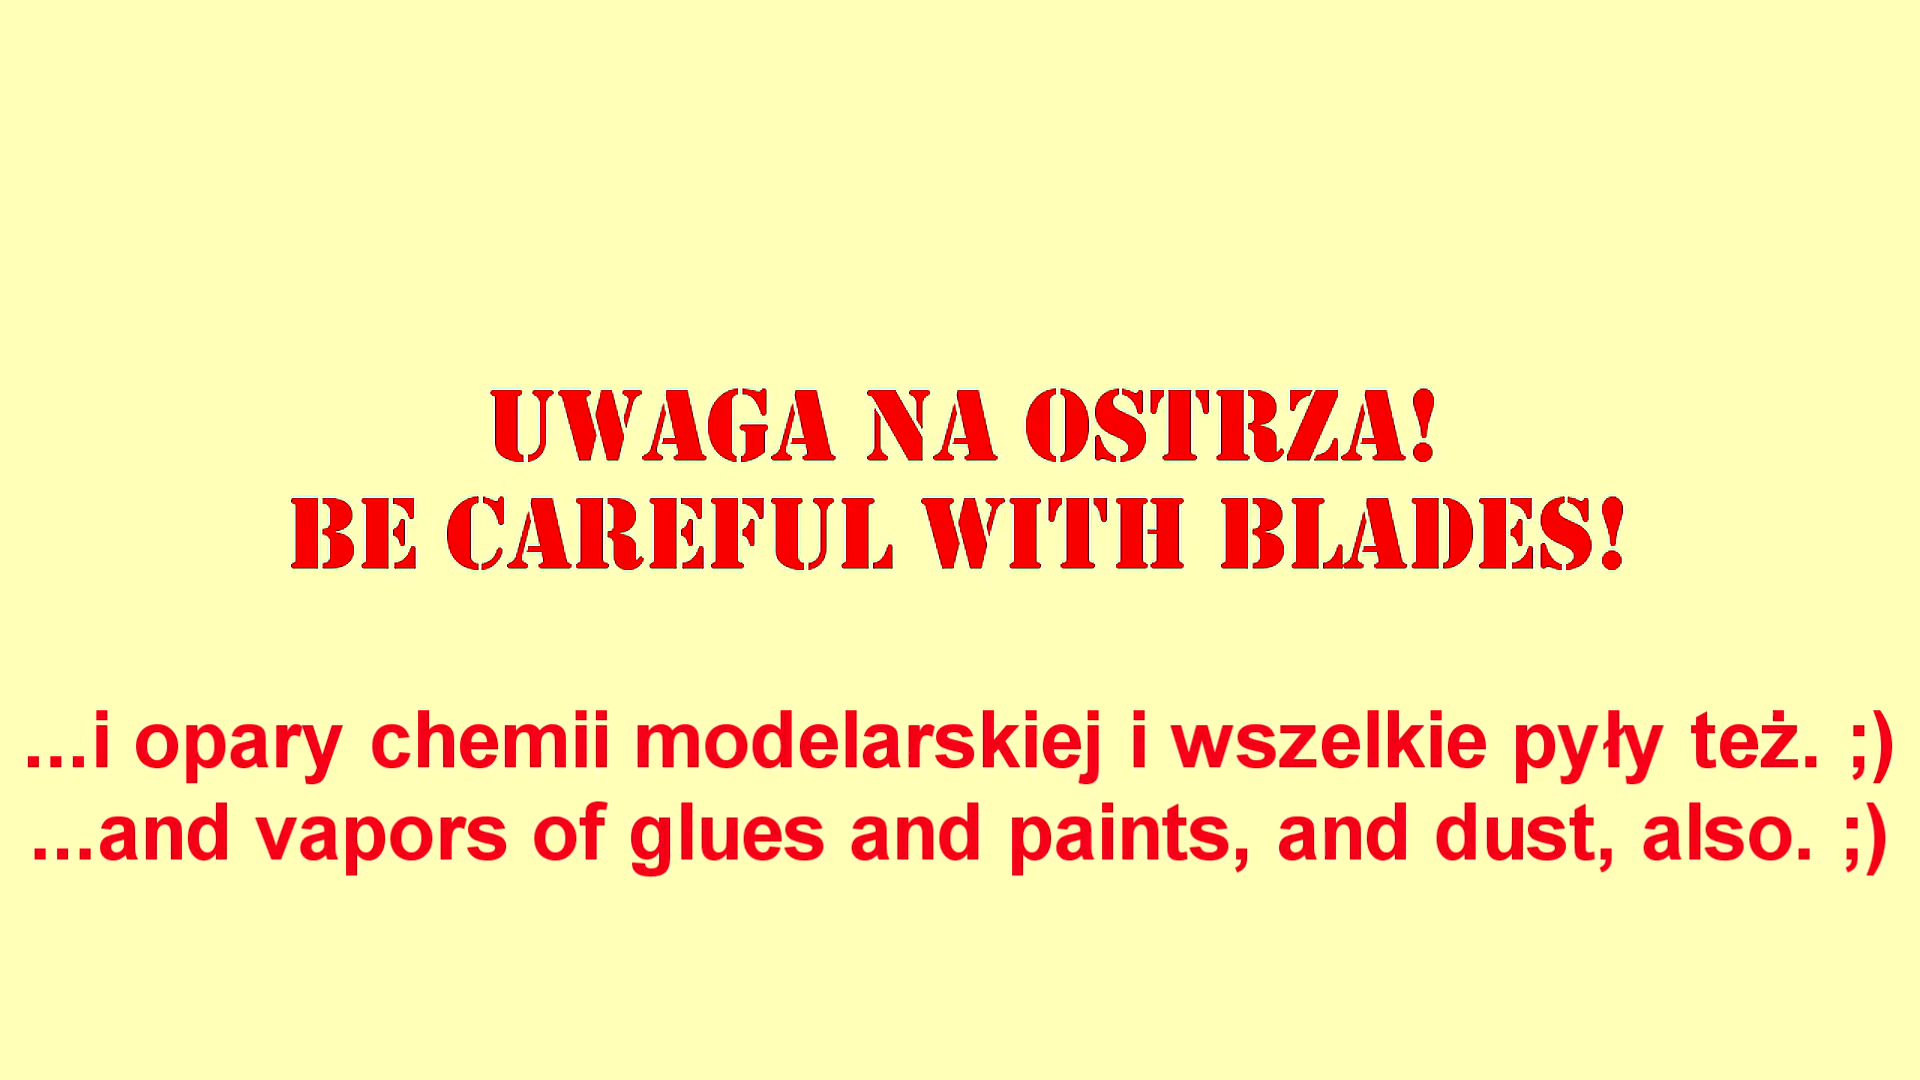 UWAGA NA OSTRZA!
BE CAREFUL WITH BLADES!
...i opary chemii modelarskiej i wszelkie pyły też. ;)
...and vapors of glues and paints, and dust, also. ;)